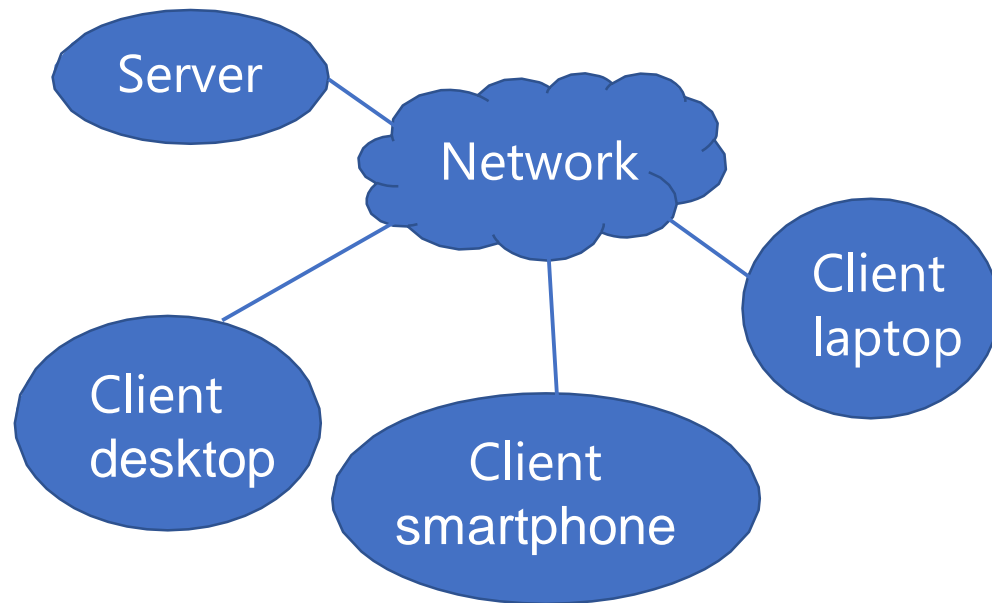 Server
Network
Client
laptop
Client
desktop
Client
smartphone